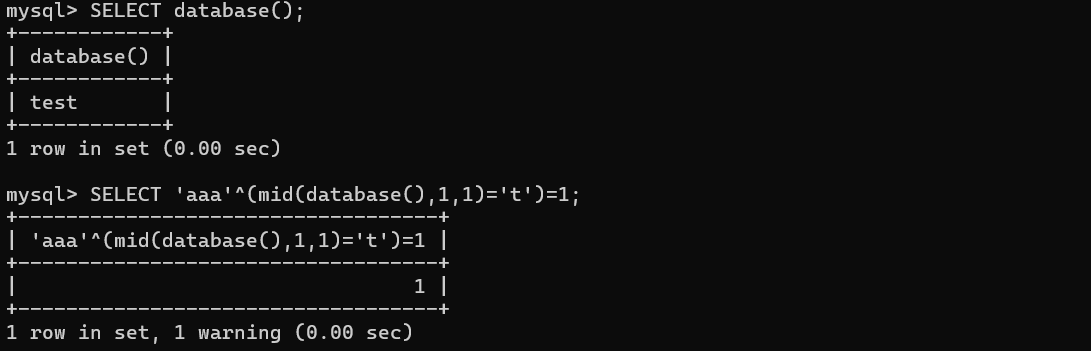 mysql> SELECT database();
+------------+
| database() |
+------------+
| test       |
+------------+
1 row in set (0.00 sec)

mysql> SELECT 'aaa'^(mid(database(),1,1)='t')=1;
+-----------------------------------+
| 'aaa'^(mid(database(),1,1)='t')=1 |
+-----------------------------------+
|                                 1 |
+-----------------------------------+
1 row in set, 1 warning (0.00 sec)